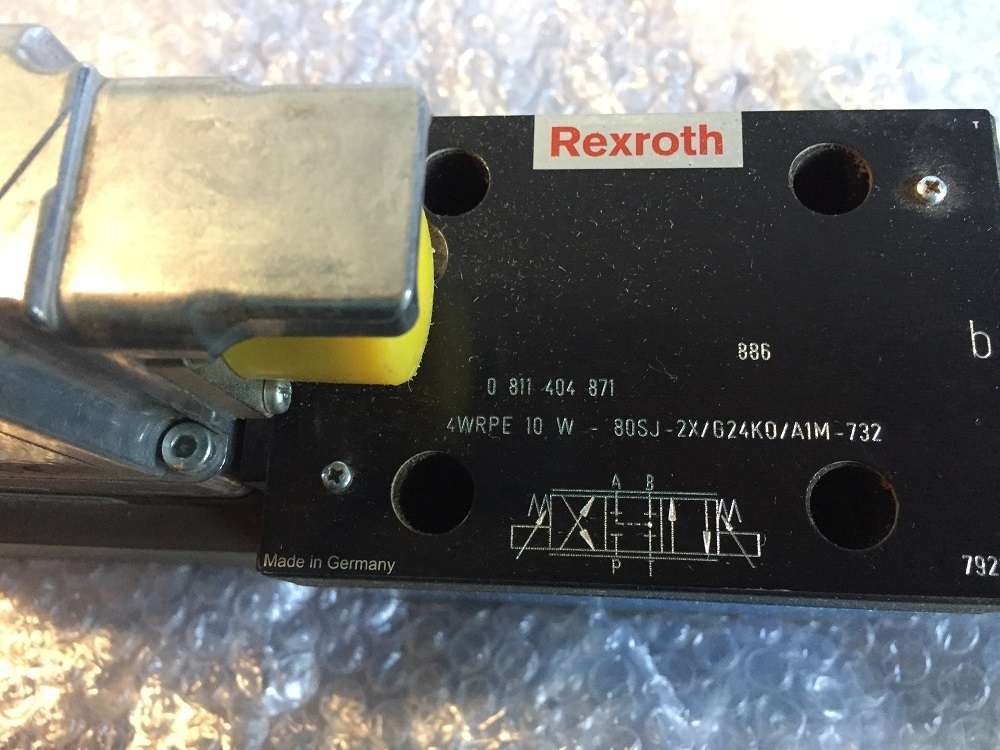 Rexroth
T
b
886
0 811 404 871
4WRPE 10 W - 80SJ-2X/G24K0/A1M-732
A B
P T
Made in Germany
792